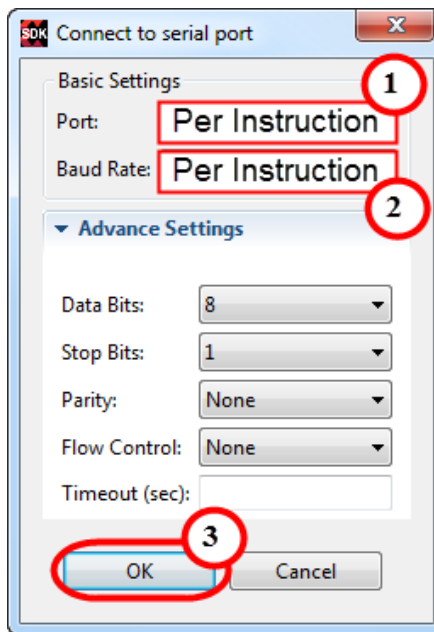 SDK Connect to serial port X
Basic Settings
1
Port: Per Instruction
Baud Rate: Per Instruction
2
Advance Settings
Data Bits: 8
Stop Bits: 1
Parity: None
Flow Control: None
Timeout (sec):
3
OK Cancel